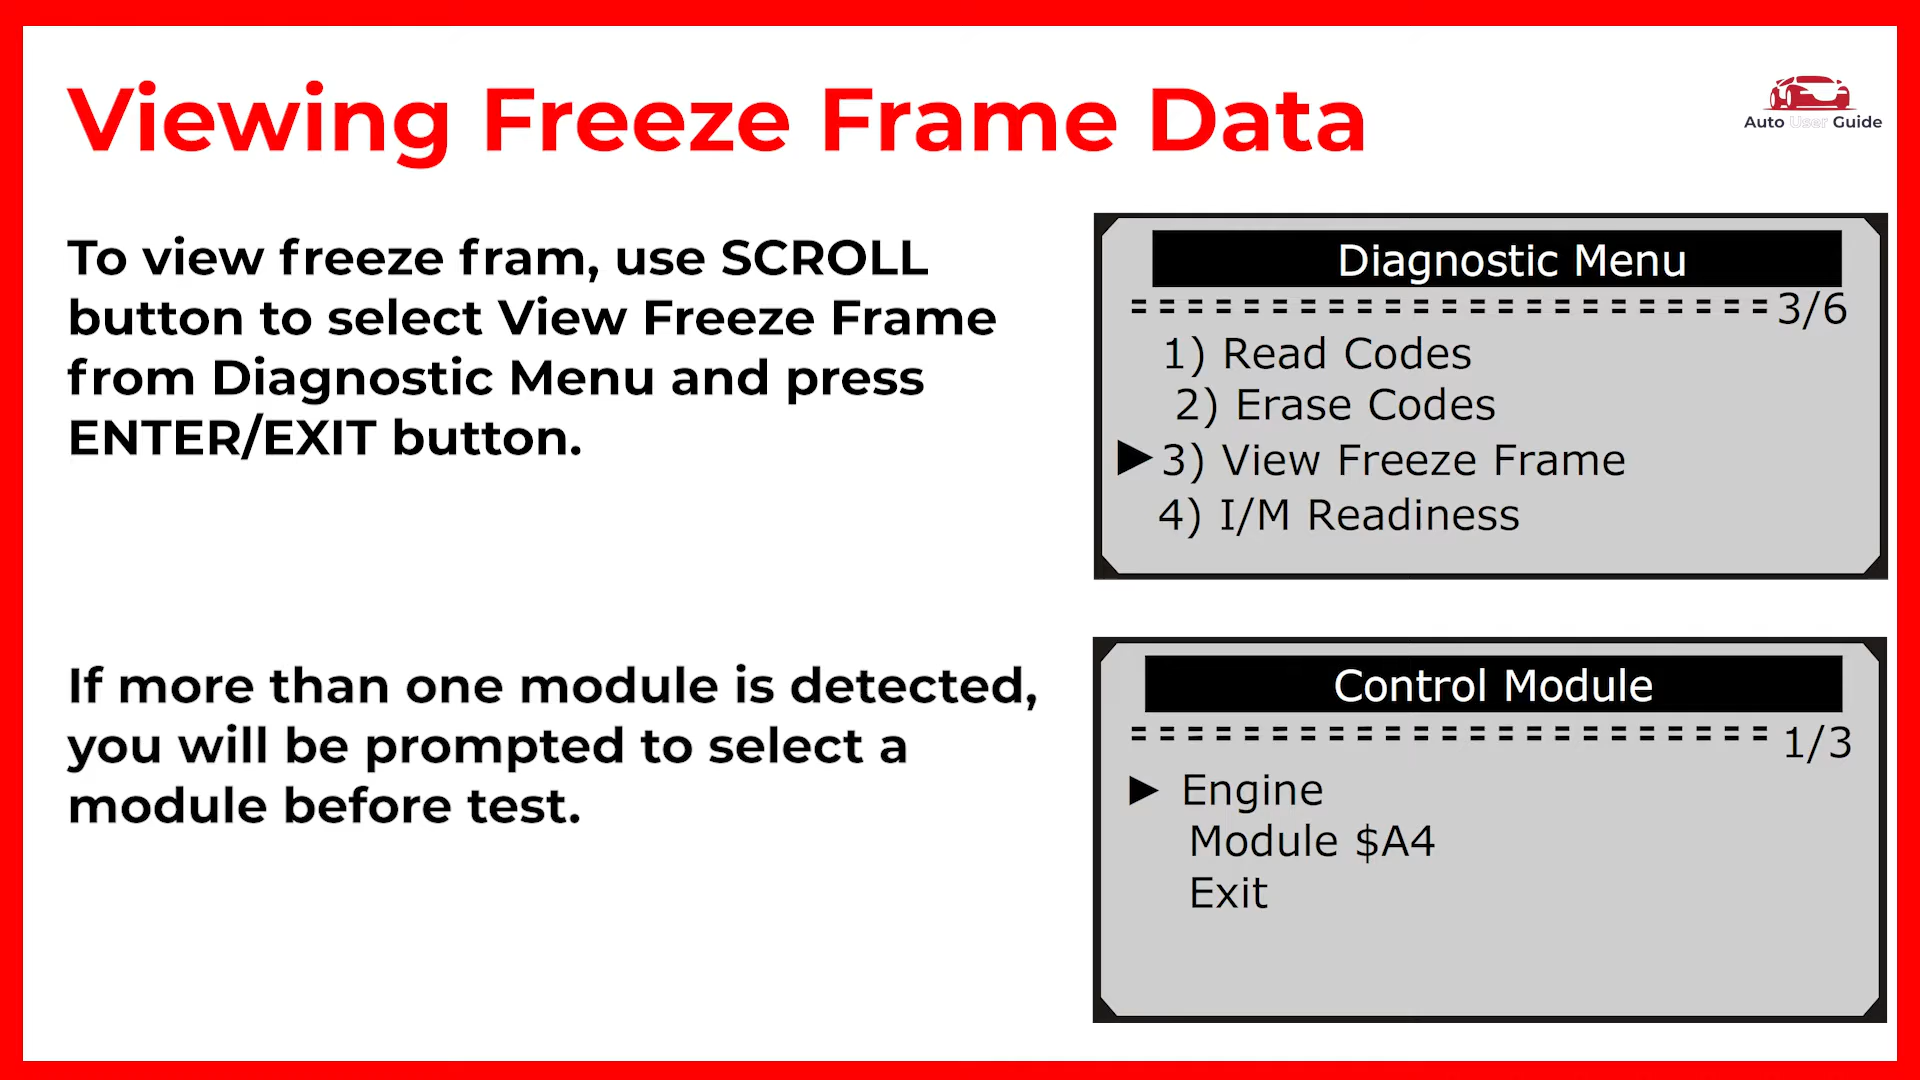 Viewing Freeze Frame Data
Auto User Guide
To view freeze fram, use SCROLL
button to select View Freeze Frame
from Diagnostic Menu and press
ENTER/EXIT button.
Diagnostic Menu
3/6
1) Read Codes
2) Erase Codes
3) View Freeze Frame
4) I/M Readiness
If more than one module is detected,
you will be prompted to select a
module before test.
Control Module
1/3
Engine
Module $A4
Exit